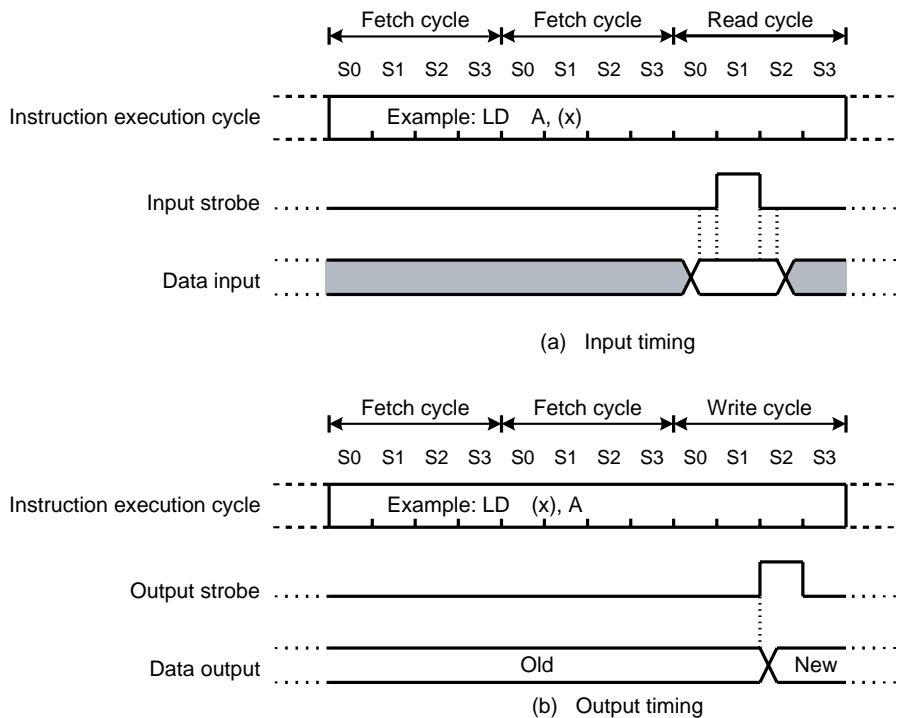 Fetch cycle Fetch cycle Read cycle
S0 S1 S2 S3 S0 S1 S2 S3 S0 S1 S2 S3
Instruction execution cycle Example: LD A, (x)
Input strobe
Data input
(a) Input timing
Fetch cycle Fetch cycle Write cycle
S0 S1 S2 S3 S0 S1 S2 S3 S0 S1 S2 S3
Instruction execution cycle Example: LD (x), A
Output strobe
Data output Old New
(b) Output timing